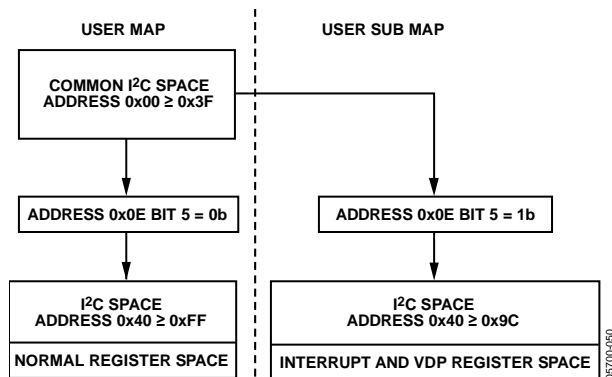 USER MAP
USER SUB MAP
COMMON I2C SPACE
ADDRESS 0x00 ≥ 0x3F
ADDRESS 0x0E BIT 5 = 0b
ADDRESS 0x0E BIT 5 = 1b
I2C SPACE
ADDRESS 0x40 ≥ 0xFF
NORMAL REGISTER SPACE
I2C SPACE
ADDRESS 0x40 ≥ 0x9C
INTERRUPT AND VDP REGISTER SPACE
05700-050